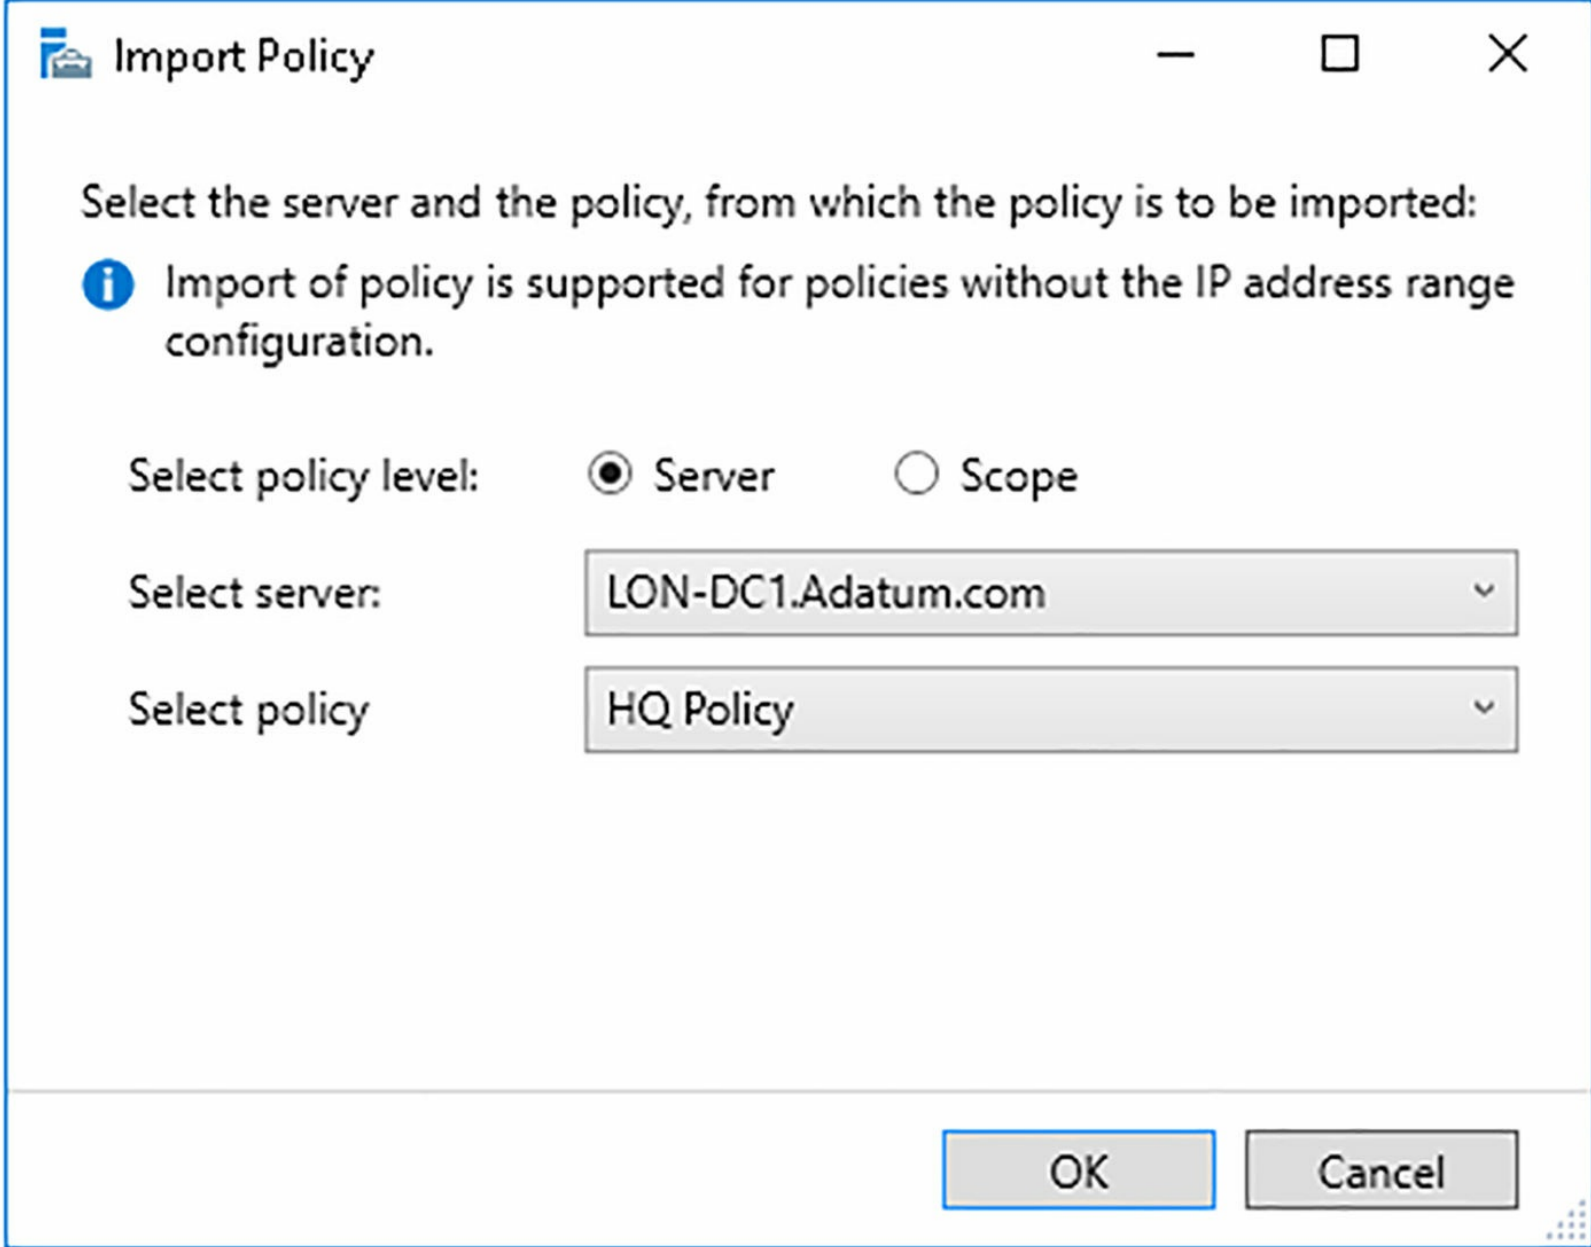 Import Policy
Select the server and the policy, from which the policy is to be imported:
Import of policy is supported for policies without the IP address range
configuration.
Select policy level: Server Scope
Select server: LON-DC1.Adatum.com
Select policy HQ Policy
OK Cancel